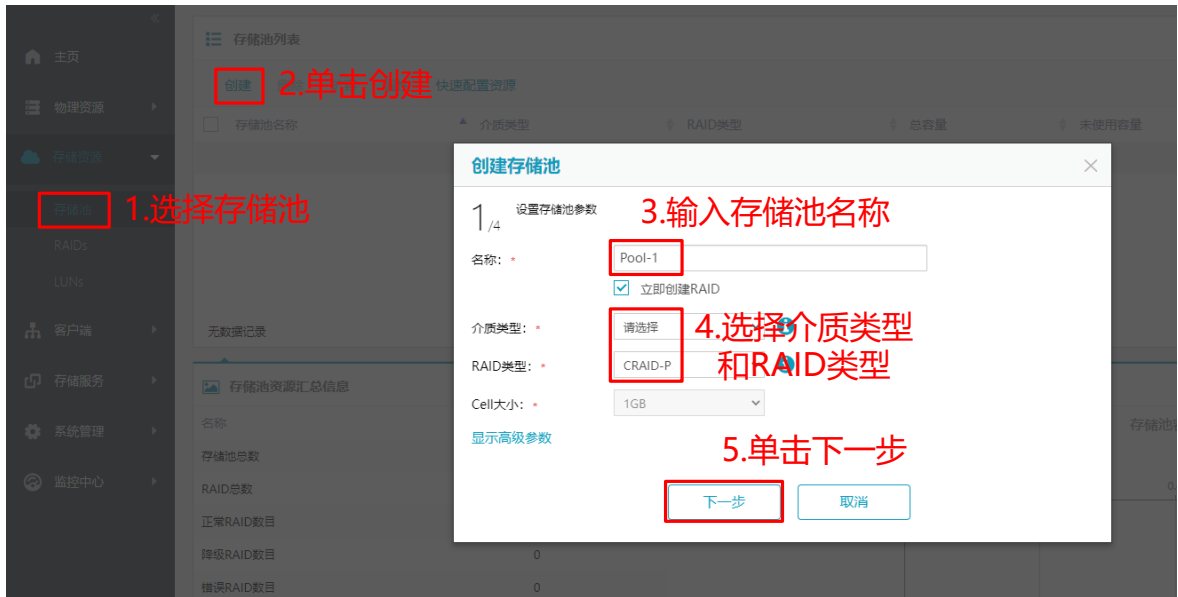 主页
物理资源
存储资源
存储池
RAIDs
LUNs
客户端
存储服务
系统管理
监控中心
存储池列表
创建
2.单击创建
快速配置资源
存储池名称
介质类型
RAID类型
总容量
未使用容量
1.选择存储池
无数据记录
存储池资源汇总信息
名称
存储池总数
RAID总数
正常RAID数目
降级RAID数目
0
错误RAID数目
0
创建存储池
1/4
设置存储池参数
3.输入存储池名称
名称: *
Pool-1
立即创建RAID
介质类型: *
请选择
4.选择介质类型
和RAID类型
RAID类型: *
CRAID-P
Cell大小: *
1GB
显示高级参数
5.单击下一步
下一步
取消
存储池
0.